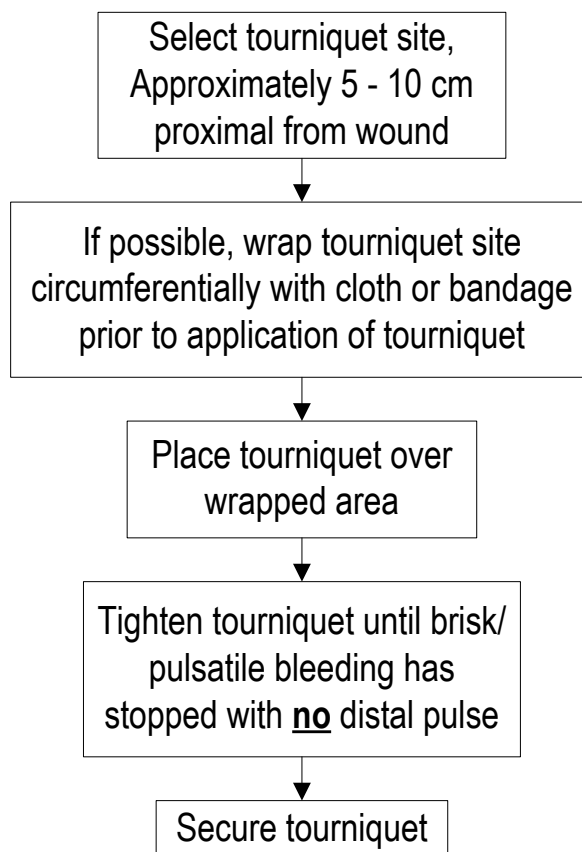 Select tourniquet site,
Approximately 5 - 10 cm
proximal from wound
If possible, wrap tourniquet site
circumferentially with cloth or bandage
prior to application of tourniquet
Place tourniquet over
wrapped area
Tighten tourniquet until brisk/
pulsatile bleeding has
stopped with no distal pulse
Secure tourniquet